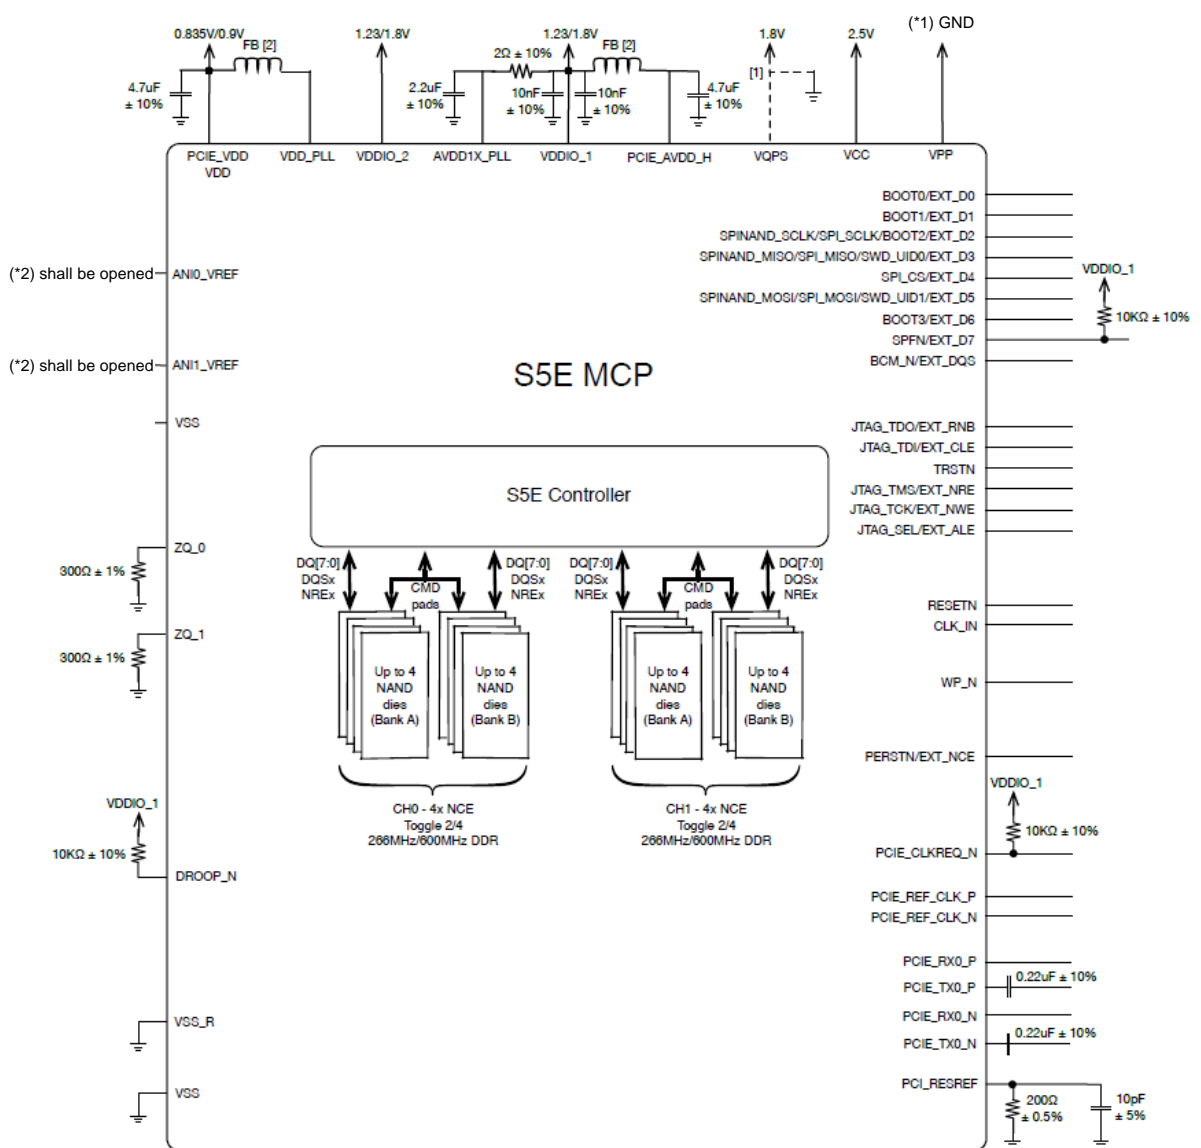 (*1) GND
0.835V/0.9V
1.23/1.8V
1.23/1.8V
1.8V
2.5V
FB [2]
2Ω ± 10%
FB [2]
[1]
4.7uF
± 10%
2.2uF
± 10%
10nF
± 10%
10nF
± 10%
4.7uF
± 10%
PCIE_VDD
VDD
VDD_PLL
VDDIO_2
AVDD1X_PLL
VDDIO_1
PCIE_AVDD_H
VQPS
VCC
VPP
BOOT0/EXT_D0
BOOT1/EXT_D1
SPINAND_SCLK/SPI_SCLK/BOOT2/EXT_D2
SPINAND_MISO/SPI_MISO/SWD_UID0/EXT_D3
SPI_CS/EXT_D4
SPINAND_MOSI/SPI_MOSI/SWD_UID1/EXT_D5
BOOT3/EXT_D6
SPFN/EXT_D7
BCM_N/EXT_DQS
VDDIO_1
10KΩ ± 10%
(*2) shall be opened
ANI0_VREF
(*2) shall be opened
ANI1_VREF
VSS
S5E MCP
JTAG_TDO/EXT_RNB
JTAG_TDI/EXT_CLE
TRSTN
JTAG_TMS/EXT_NRE
JTAG_TCK/EXT_NWE
JTAG_SEL/EXT_ALE
S5E Controller
ZQ_0
300Ω ± 1%
ZQ_1
300Ω ± 1%
DQ[7:0]
DQSx
NREx
CMD
pads
DQ[7:0]
DQSx
NREx
DQ[7:0]
DQSx
NREx
CMD
pads
DQ[7:0]
DQSx
NREx
RESETN
CLK_IN
WP_N
PERSTN/EXT_NCE
Up to 4
NAND
dies
(Bank A)
Up to 4
NAND
dies
(Bank B)
Up to 4
NAND
dies
(Bank A)
Up to 4
NAND
dies
(Bank B)
CH0 - 4x NCE
Toggle 2/4
266MHz/600MHz DDR
CH1 - 4x NCE
Toggle 2/4
266MHz/600MHz DDR
VDDIO_1
10KΩ ± 10%
DROOP_N
VDDIO_1
10KΩ ± 10%
PCIE_CLKREQ_N
PCIE_REF_CLK_P
PCIE_REF_CLK_N
PCIE_RX0_P
PCIE_TX0_P
0.22uF ± 10%
PCIE_RX0_N
PCIE_TX0_N
0.22uF ± 10%
VSS_R
VSS
PCI_RESREF
200Ω
± 0.5%
10pF
± 5%